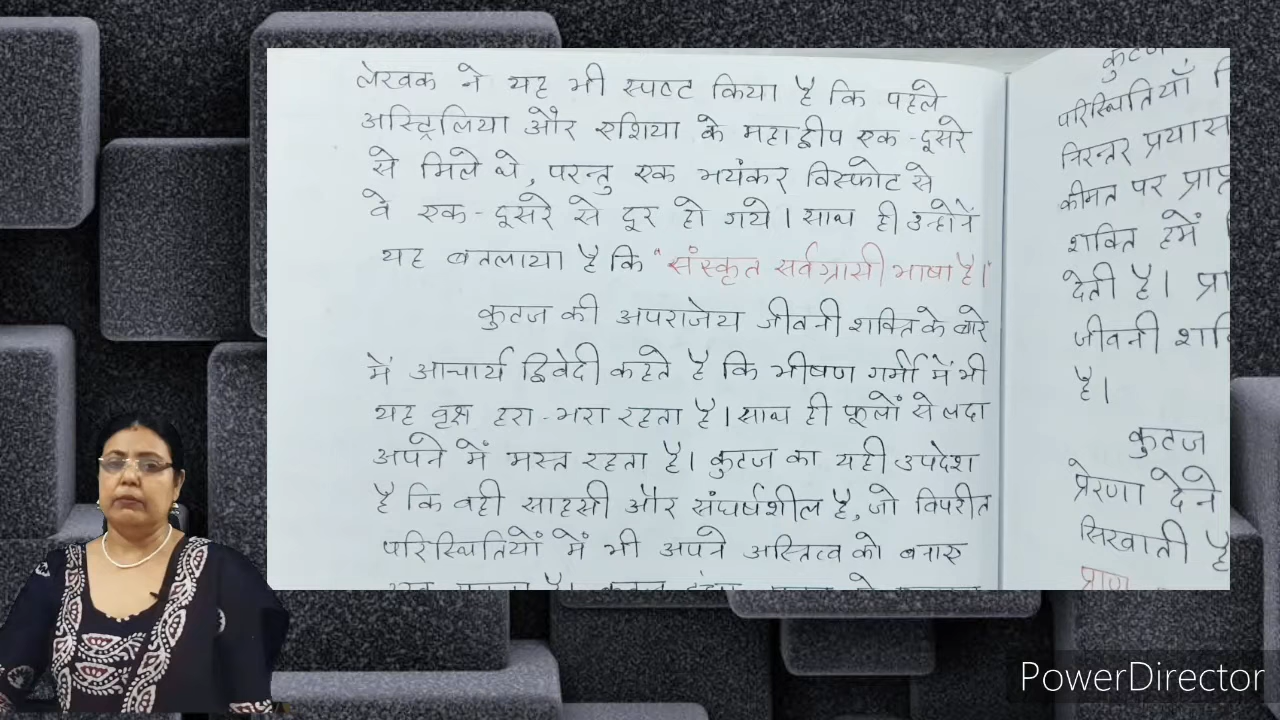 लेखक ने यह भी स्पष्ट किया है कि पहले
अस्ट्रिलिया और एशिया के महाद्वीप एक-दूसरे
से मिले थे, परन्तु एक भयंकर विस्फोट से
वे एक-दूसरे से दूर हो गये। साथ ही उन्होंने
यह बतलाया है कि "संस्कृत सर्वग्रासी भाषा है।"
कुटज की अपराजेय जीवनी शक्ति के बारे
में आचार्य द्विवेदी कहते है कि भीषण गर्मी में भी
यह वृक्ष हरा-भरा रहता है। साथ ही फूलों से लदा
अपने में मस्त रहता है। कुटज का यही उपदेश
है कि वही साहसी और संघर्षशील है, जो विपरीत
परिस्थितियों में भी अपने अस्तित्व को बनाए
कुटज
परिस्थितियाँ
निरन्तर प्रयास
कीमत पर
शक्ति हमें
देती है।
जीवनी
है।
कुटज
प्रेरणा देने
सिखाती है
प्राण
PowerDirector